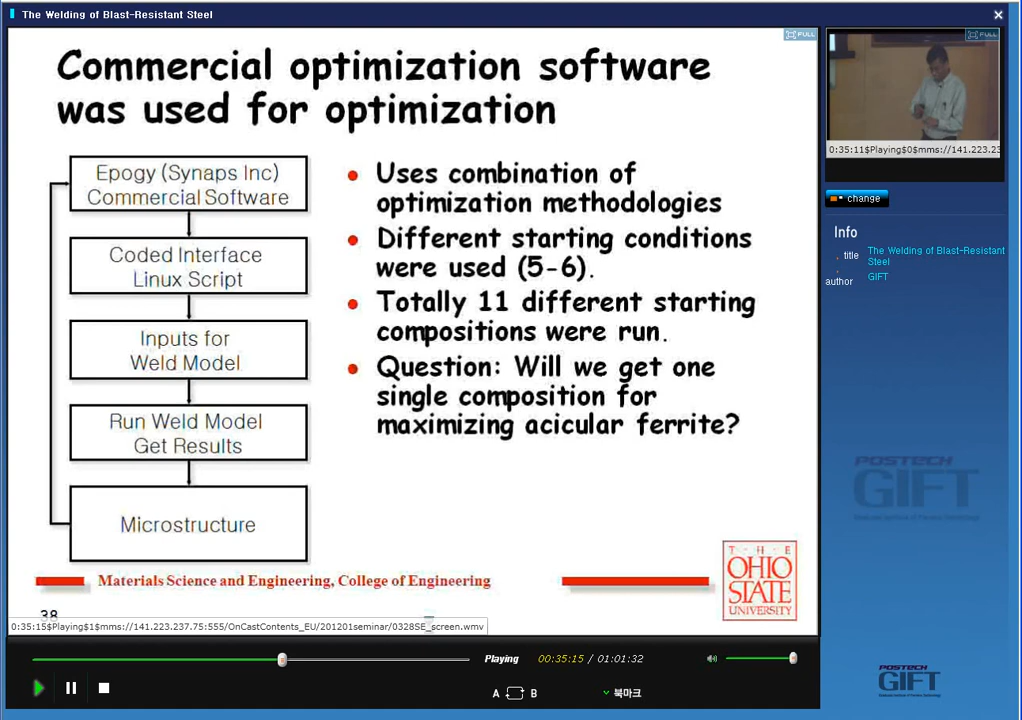 The Welding of Blast-Resistant Steel
FULL
Commercial optimization software
was used for optimization
Epogy (Synaps Inc)
Commercial Software
Coded Interface
Linux Script
Inputs for
Weld Model
Run Weld Model
Get Results
Microstructure
Uses combination of
optimization methodologies
Different starting conditions
were used (5-6).
Totally 11 different starting
compositions were run.
Question: Will we get one
single composition for
maximizing acicular ferrite?
Materials Science and Engineering, College of Engineering
T · H · E
OHIO
STATE
UNIVERSITY
38
0:35:15$Playing$1$mms://141.223.237.75:555/OnCastContents_EU/201201seminar/0328SE_screen.wmv
Playing
00:35:15 / 01:01:32
A B
북마크
FULL
0:35:11$Playing$0$mms://141.223.23
change
Info
title
The Welding of Blast-Resistant
Steel
author
GIFT
POSTECH
GIFT
POSTECH
GIFT